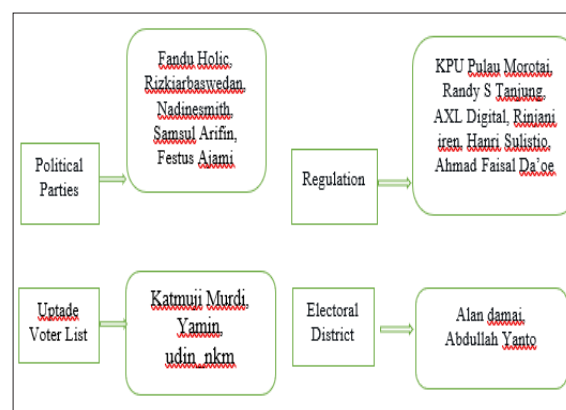 Political
Parties
Fandu Holic,
Rizkiarbaswedan,
Nadinesmith,
Samsul Arifin,
Festus Ajami
Regulation
KPU Pulau Morotai,
Randy S Tanjung,
AXL Digital, Rinjani
iren, Hanri Sulistio,
Ahmad Faisal Da’oe
Uptade
Voter List
Katmuji Murdi,
Yamin,
udin_nkm
Electoral
District
Alan damai,
Abdullah Yanto